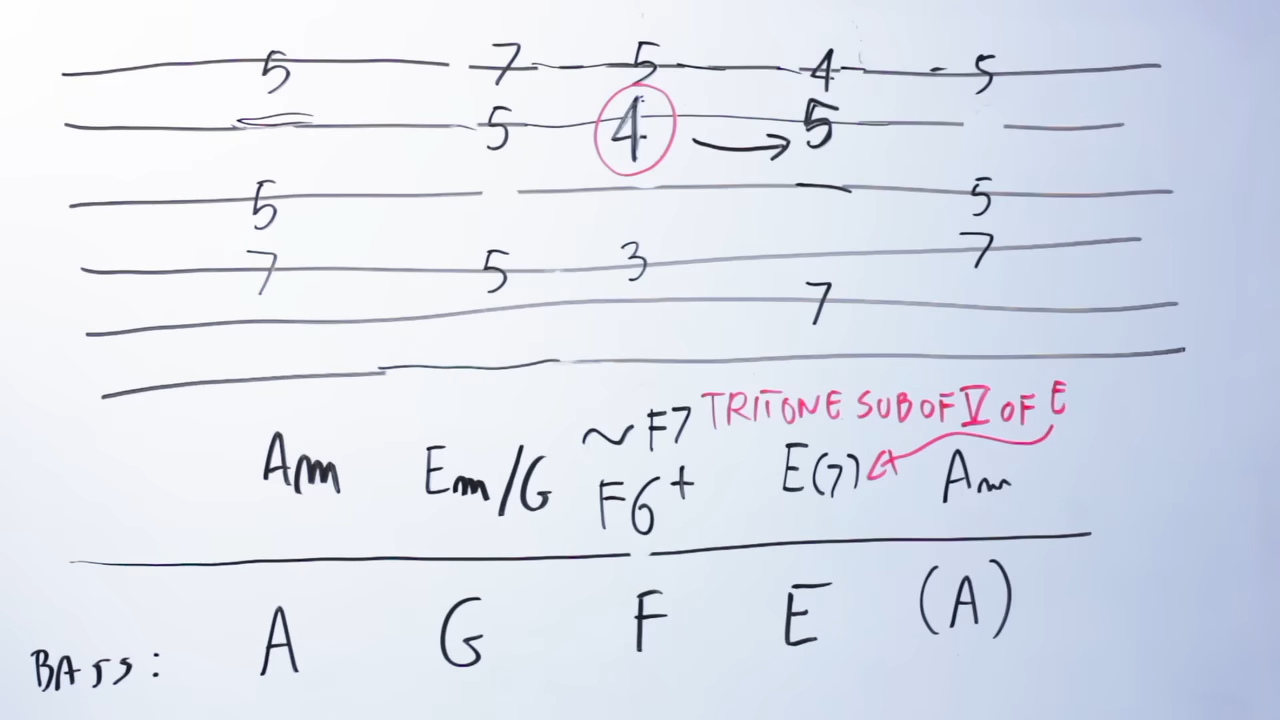 5 7 5 4 5
5 4 5
5 5
7 5 3 7
7
~F7 TRITONE SUB OF V OF E
Am Em/G F6+ E(7) Am
BASS: A G F E (A)